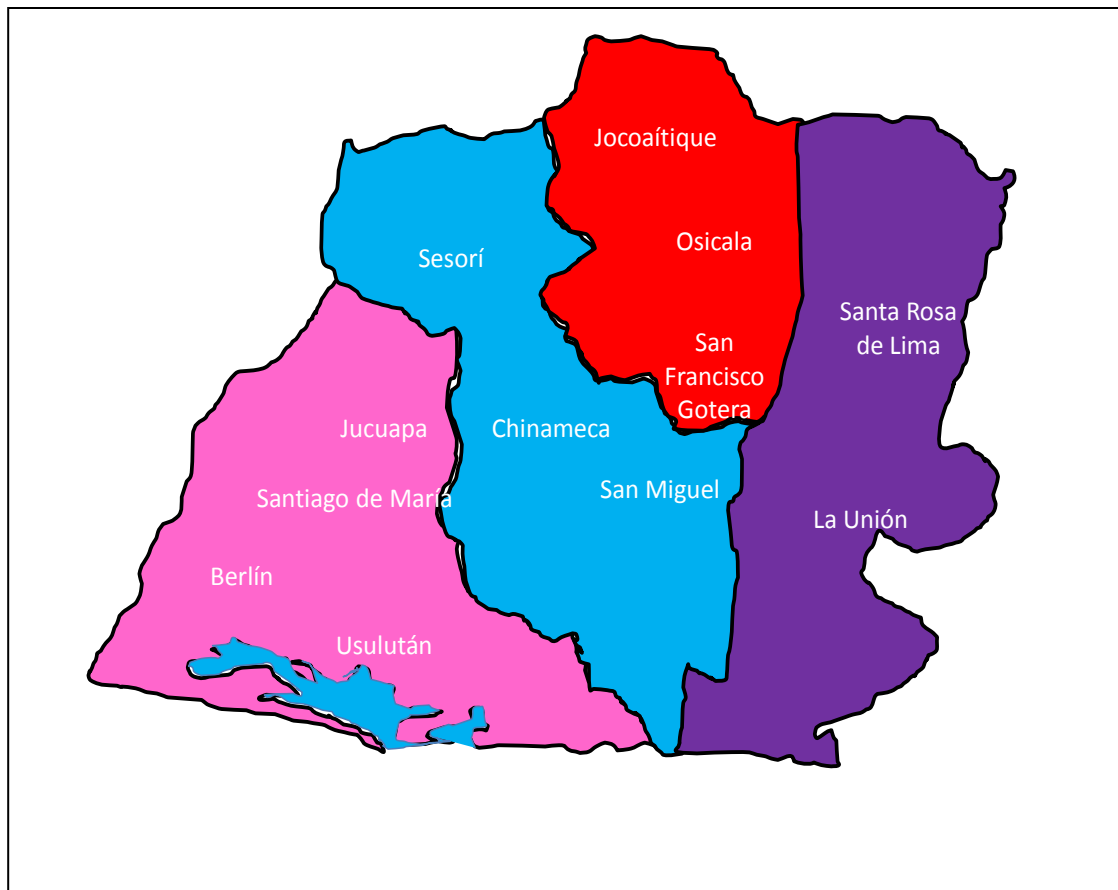 Jocoaítique
Osicala
Sesorí
Santa Rosa
de Lima
San
Francisco
Gotera
Jucuapa
Chinameca
San Miguel
Santiago de María
La Unión
Berlín
Usulután